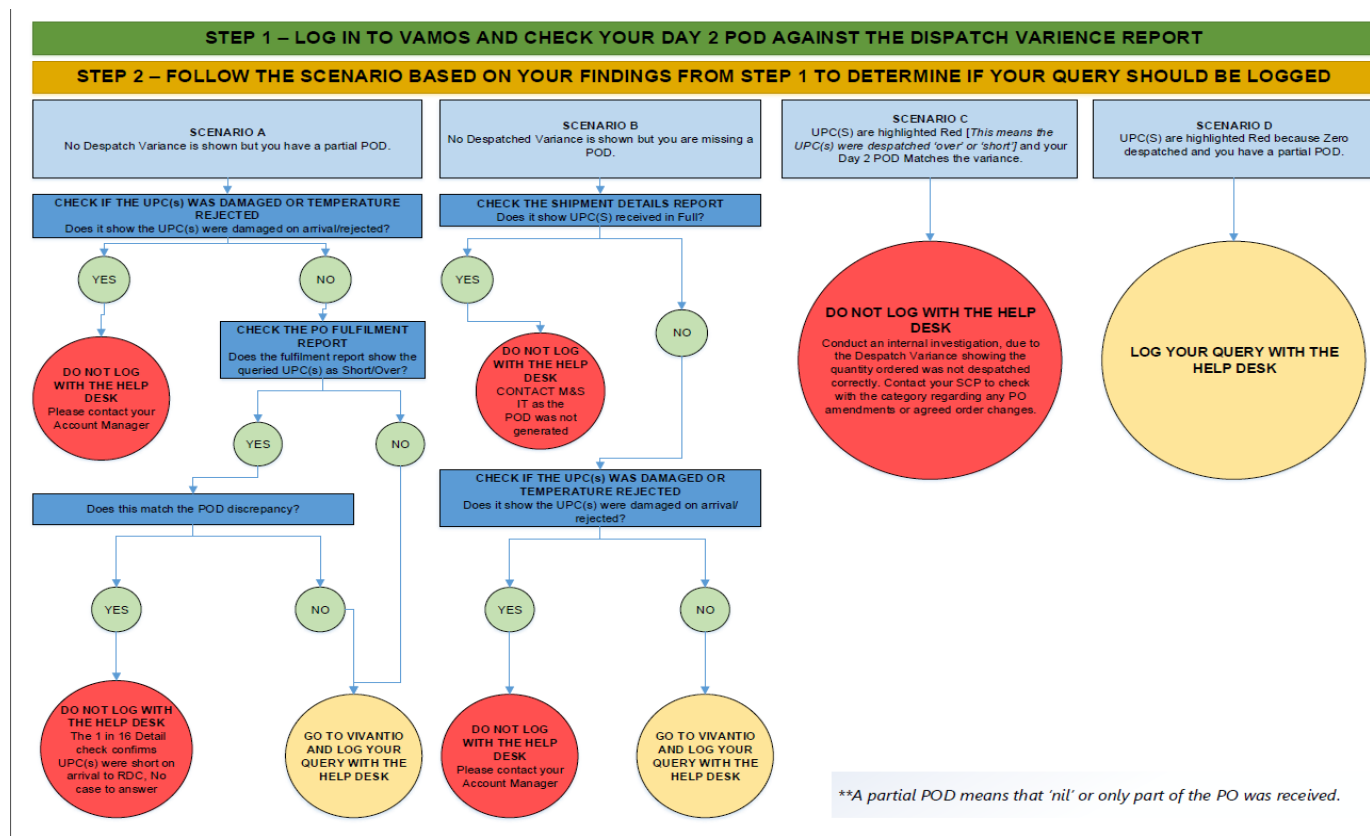 STEP 1 – LOG IN TO VAMOS AND CHECK YOUR DAY 2 POD AGAINST THE DISPATCH VARIENCE REPORT
STEP 2 – FOLLOW THE SCENARIO BASED ON YOUR FINDINGS FROM STEP 1 TO DETERMINE IF YOUR QUERY SHOULD BE LOGGED
SCENARIO A
No Despatch Variance is shown but you have a partial POD.
CHECK IF THE UPC(s) WAS DAMAGED OR TEMPERATURE
REJECTED
Does it show the UPC(s) were damaged on arrival/rejected?
YES
NO
DO NOT LOG
WITH THE HELP
DESK
Please contact your
Account Manager
CHECK THE PO FULFILMENT
REPORT
Does the fulfilment report show the
queried UPC(s) as Short/Over?
YES
NO
Does this match the POD discrepancy?
YES
NO
DO NOT LOG WITH
THE HELP DESK
The 1 in 16 Detail
check confirms
UPC(s) were short on
arrival to RDC, No
case to answer
GO TO VIVANTIO
AND LOG YOUR
QUERY WITH THE
HELP DESK
SCENARIO B
No Despatched Variance is shown but you are missing a
POD.
CHECK THE SHIPMENT DETAILS REPORT
Does it show UPC(S) received in Full?
YES
NO
DO NOT LOG
WITH THE HELP
DESK
CONTACT M&S
IT as the
POD was not
generated
CHECK IF THE UPC(s) WAS DAMAGED OR
TEMPERATURE REJECTED
Does it show the UPC(s) were damaged on arrival/
rejected?
YES
NO
DO NOT LOG
WITH THE HELP
DESK
Please contact your
Account Manager
GO TO VIVANTIO
AND LOG YOUR
QUERY WITH THE
HELP DESK
SCENARIO C
UPC(S) are highlighted Red [This means the
UPC(s) were despatched ‘over’ or ‘short’] and your
Day 2 POD Matches the variance.
DO NOT LOG WITH THE HELP
DESK
Conduct an internal investigation, due to
the Despatch Variance showing the
quantity ordered was not despatched
correctly. Contact your SCP to check
with the category regarding any PO
amendments or agreed order changes.
SCENARIO D
UPC(S) are highlighted Red because Zero
despatched and you have a partial POD.
LOG YOUR QUERY WITH THE
HELP DESK
**A partial POD means that ‘nil’ or only part of the PO was received.